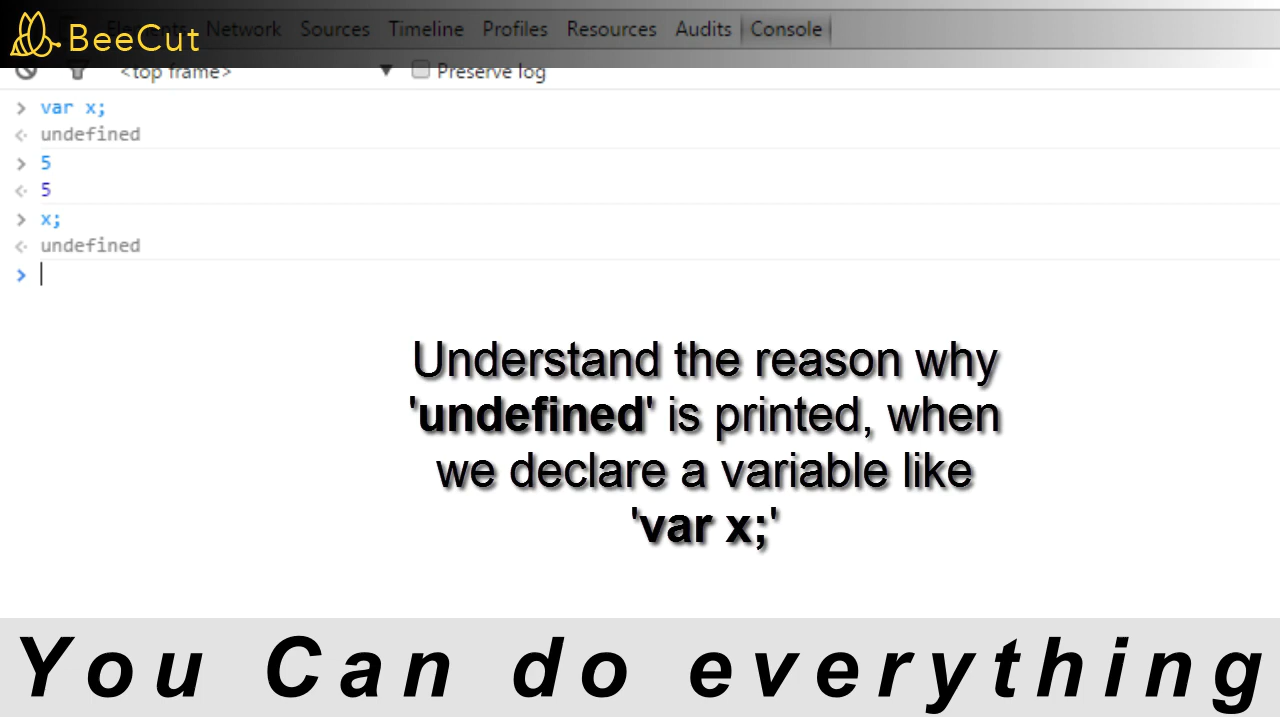 BeeCut
Elements Network Sources Timeline Profiles Resources Audits Console
<top frame> Preserve log
var x;
undefined
5
5
x;
undefined
Understand the reason why
'undefined' is printed, when
we declare a variable like
'var x;'
You Can do everything